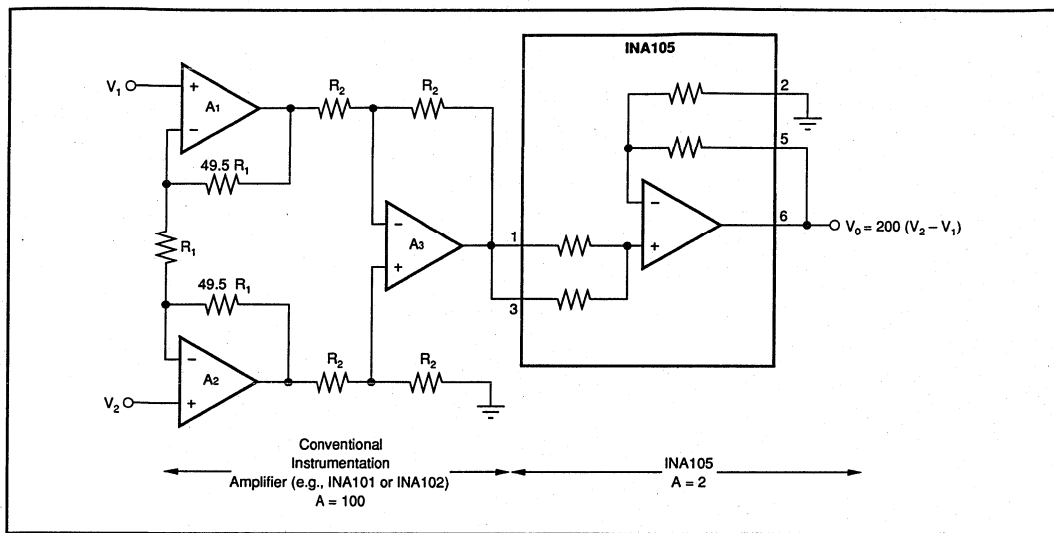 INA105
V₁
+
A₁
−
R₂
R₂
2
5
49.5 R₁
−
+
6
V₀ = 200 (V₂ − V₁)
R₁
−
A₃
+
1
3
49.5 R₁
−
A₂
+
V₂
R₂
R₂
Conventional
Instrumentation
Amplifier (e.g., INA101 or INA102)
A = 100
INA105
A = 2